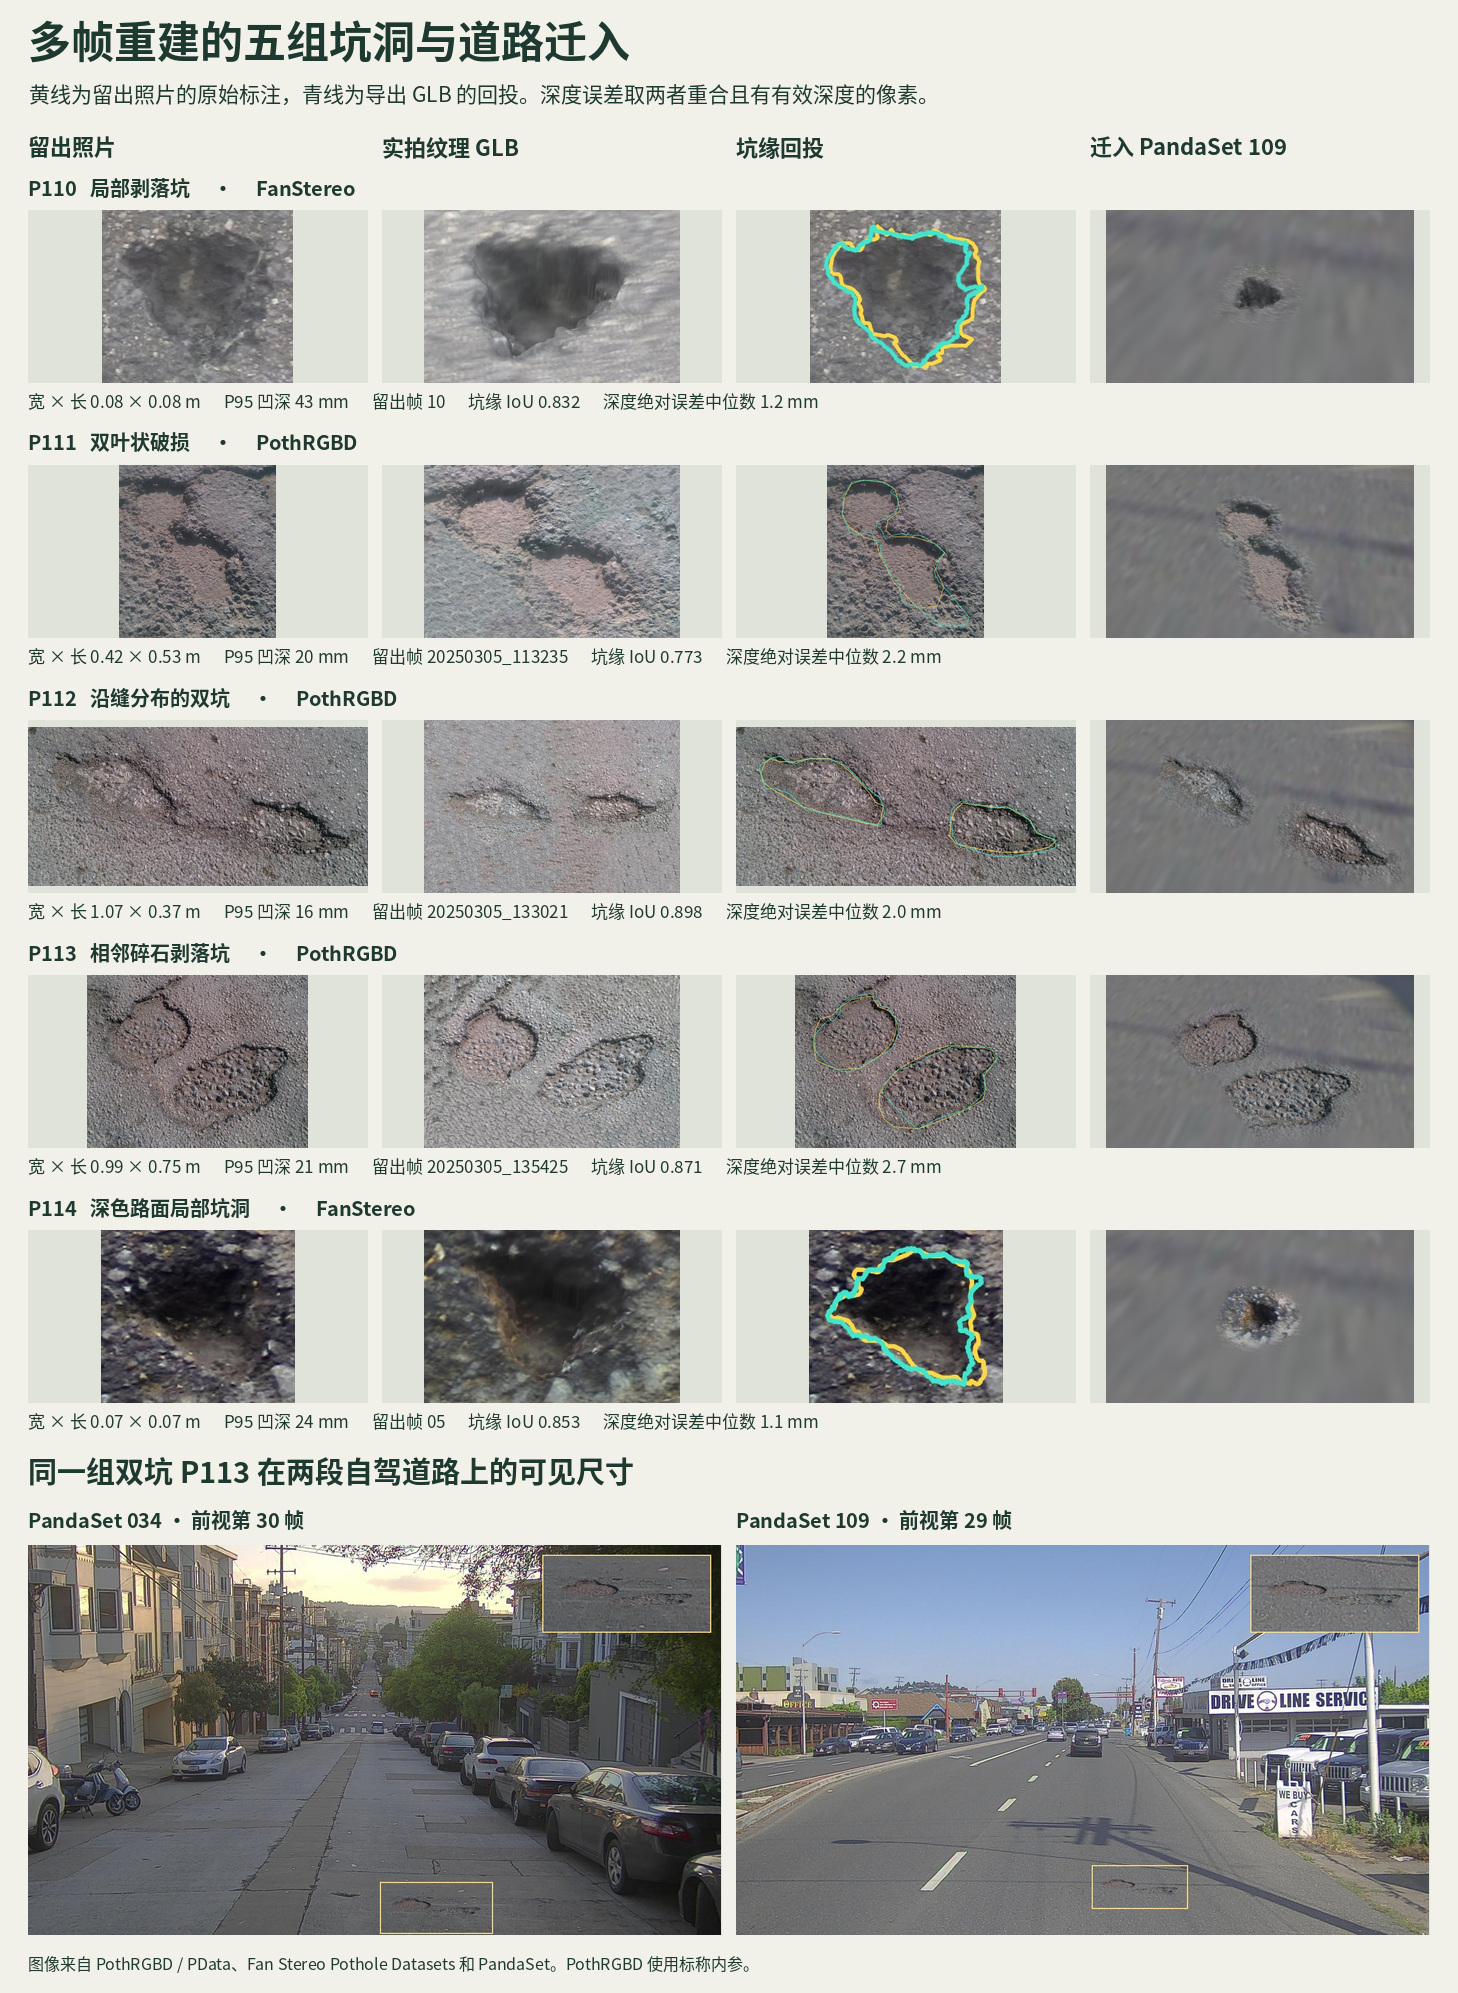 多帧重建的五组坑洞与道路迁入
黄线为留出照片的原始标注，青线为导出 GLB 的回投。深度误差取两者重合且有有效深度的像素。
留出照片 实拍纹理 GLB 坑缘回投 迁入 PandaSet 109
P110 局部剥落坑 · FanStereo
宽 × 长 0.08 × 0.08 m P95 凹深 43 mm 留出帧 10 坑缘 IoU 0.832 深度绝对误差中位数 1.2 mm
P111 双叶状破损 · PothRGBD
宽 × 长 0.42 × 0.53 m P95 凹深 20 mm 留出帧 20250305_113235 坑缘 IoU 0.773 深度绝对误差中位数 2.2 mm
P112 沿缝分布的双坑 · PothRGBD
宽 × 长 1.07 × 0.37 m P95 凹深 16 mm 留出帧 20250305_133021 坑缘 IoU 0.898 深度绝对误差中位数 2.0 mm
P113 相邻碎石剥落坑 · PothRGBD
宽 × 长 0.99 × 0.75 m P95 凹深 21 mm 留出帧 20250305_135425 坑缘 IoU 0.871 深度绝对误差中位数 2.7 mm
P114 深色路面局部坑洞 · FanStereo
宽 × 长 0.07 × 0.07 m P95 凹深 24 mm 留出帧 05 坑缘 IoU 0.853 深度绝对误差中位数 1.1 mm
同一组双坑 P113 在两段自驾道路上的可见尺寸
PandaSet 034 · 前视第 30 帧
PandaSet 109 · 前视第 29 帧
OFFICE
DRIVE LINE SERVICE
WE BUY
CARS
图像来自 PothRGBD / PData、Fan Stereo Pothole Datasets 和 PandaSet。PothRGBD 使用标称内参。